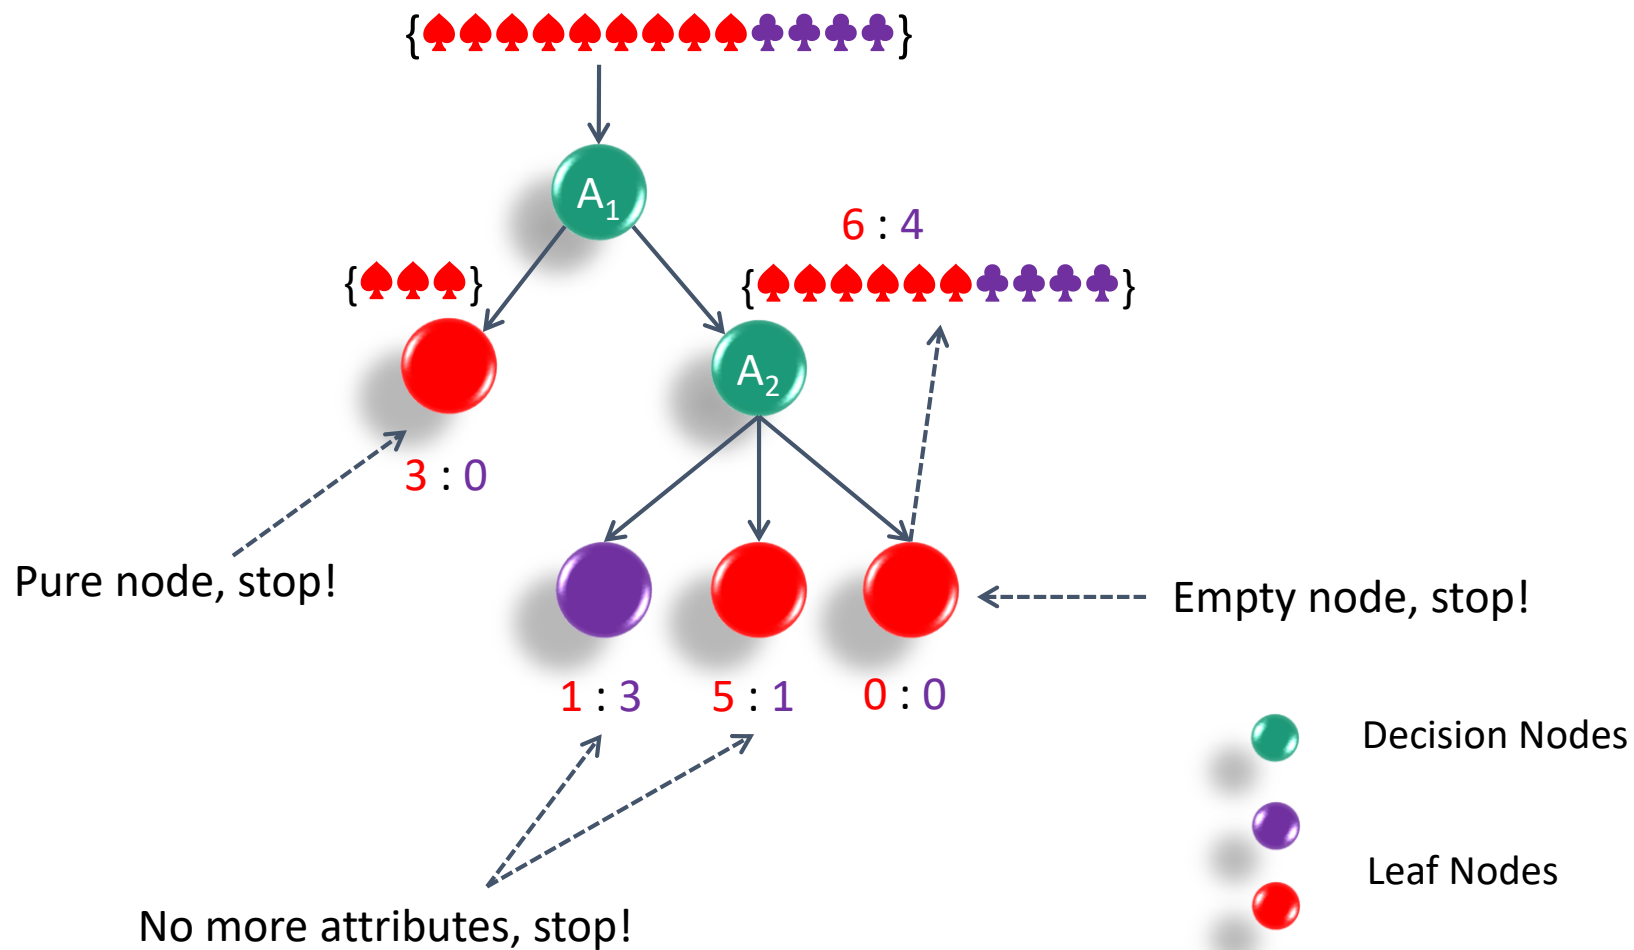 {♠♠♠♠♠♠♠♠♠♣♣♣♣}
A₁
6 : 4
{♠♠♠}
{♠♠♠♠♠♠♣♣♣♣}
A₂
3 : 0
Pure node, stop!
Empty node, stop!
1 : 3
5 : 1
0 : 0
Decision Nodes
Leaf Nodes
No more attributes, stop!